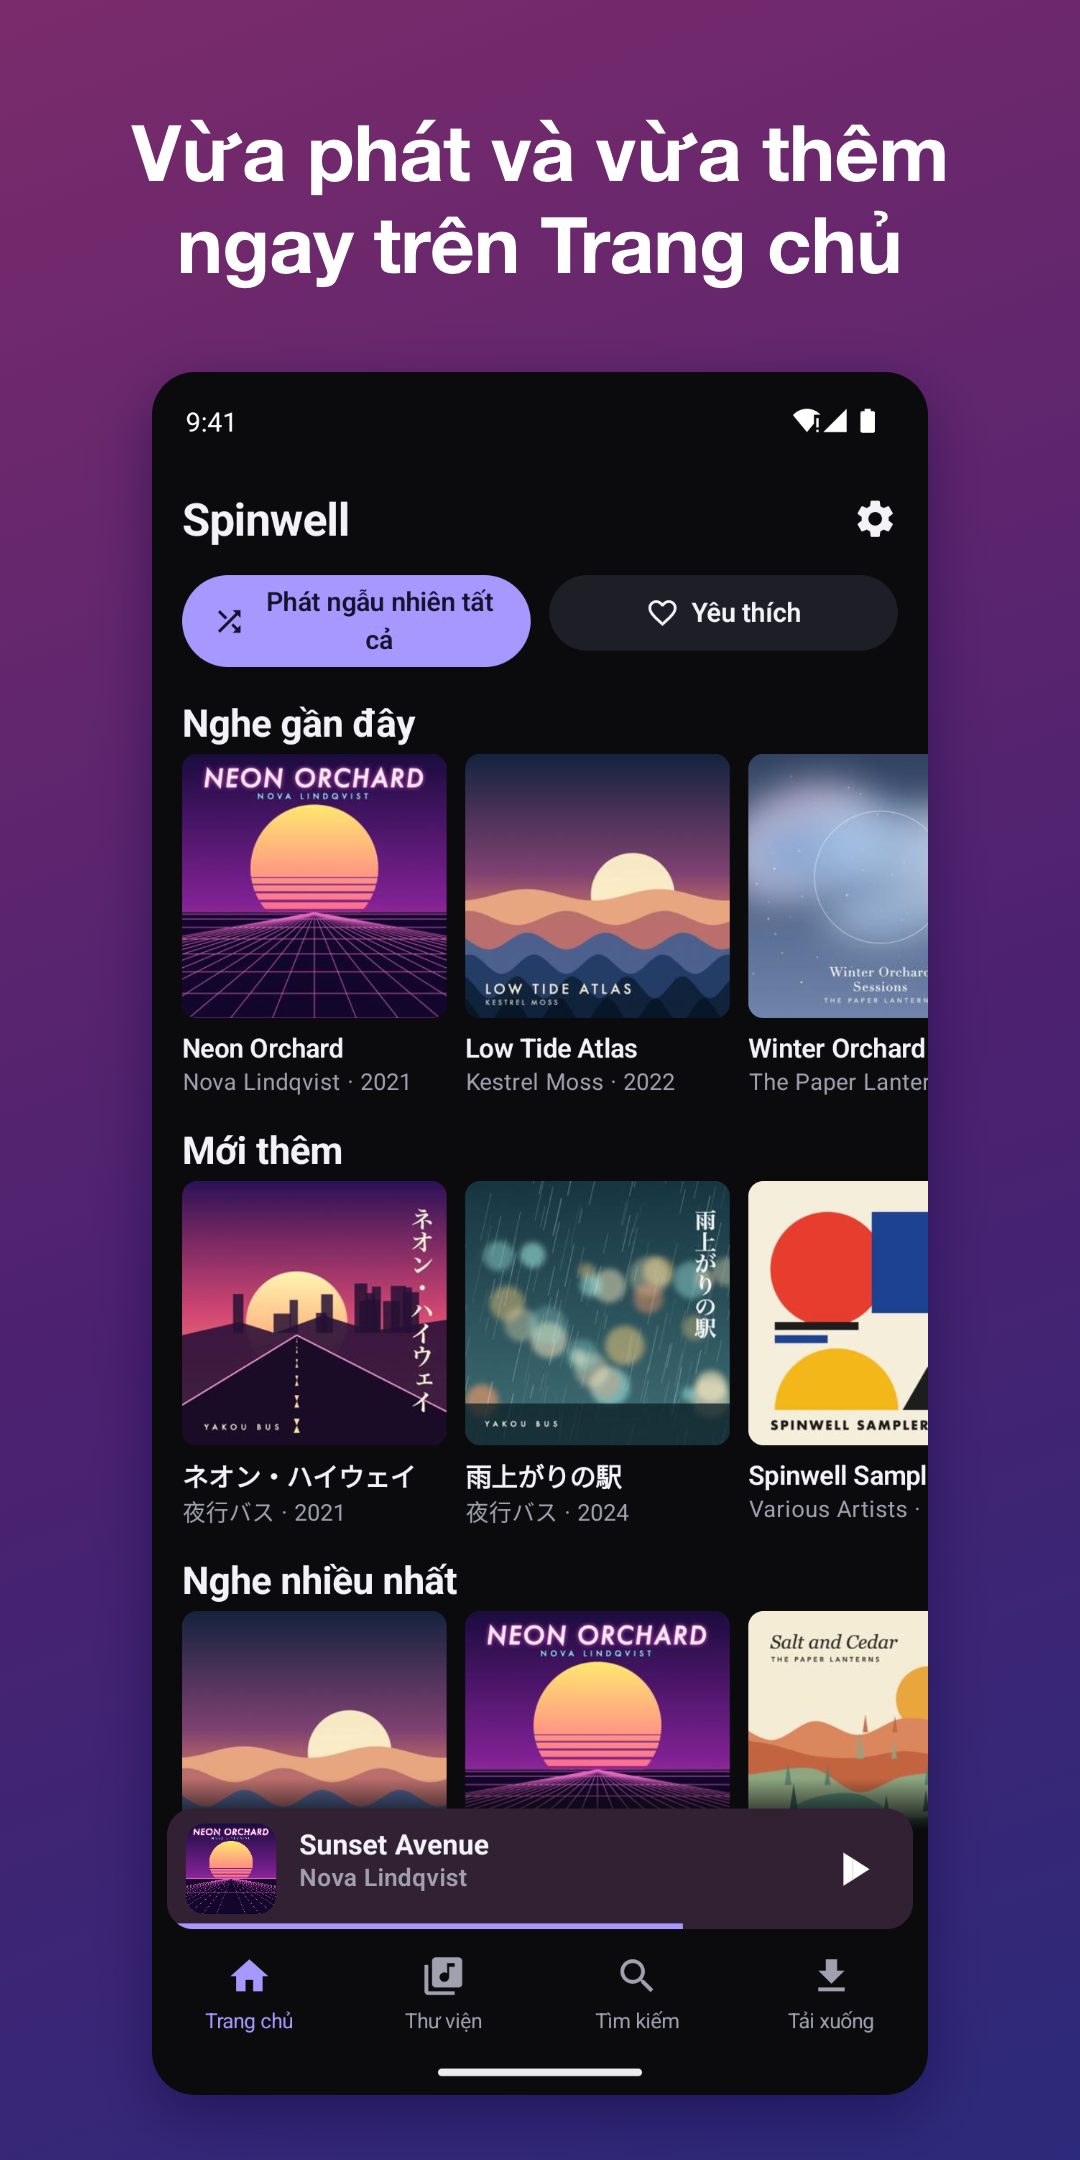 Vừa phát và vừa thêm
ngay trên Trang chủ
9:41
Spinwell
Phát ngẫu nhiên tất
cả
Yêu thích
Nghe gần đây
NEON ORCHARD
NOVA LINDQVIST
LOW TIDE ATLAS
KESTREL MOSS
Winter Orchard
Sessions
THE PAPER LANTERN
Neon Orchard
Nova Lindqvist · 2021
Low Tide Atlas
Kestrel Moss · 2022
Winter Orchard
The Paper Lanter
Mới thêm
ネオン・ハイウェイ
YAKOU BUS
雨上がりの駅
YAKOU BUS
SPINWELL SAMPLER
ネオン・ハイウェイ
夜行バス · 2021
雨上がりの駅
夜行バス · 2024
Spinwell Sampl
Various Artists ·
Nghe nhiều nhất
NEON ORCHARD
NOVA LINDQVIST
Salt and Cedar
THE PAPER LANTERNS
NEON ORCHARD
Sunset Avenue
Nova Lindqvist
Trang chủ
Thư viện
Tìm kiếm
Tải xuống